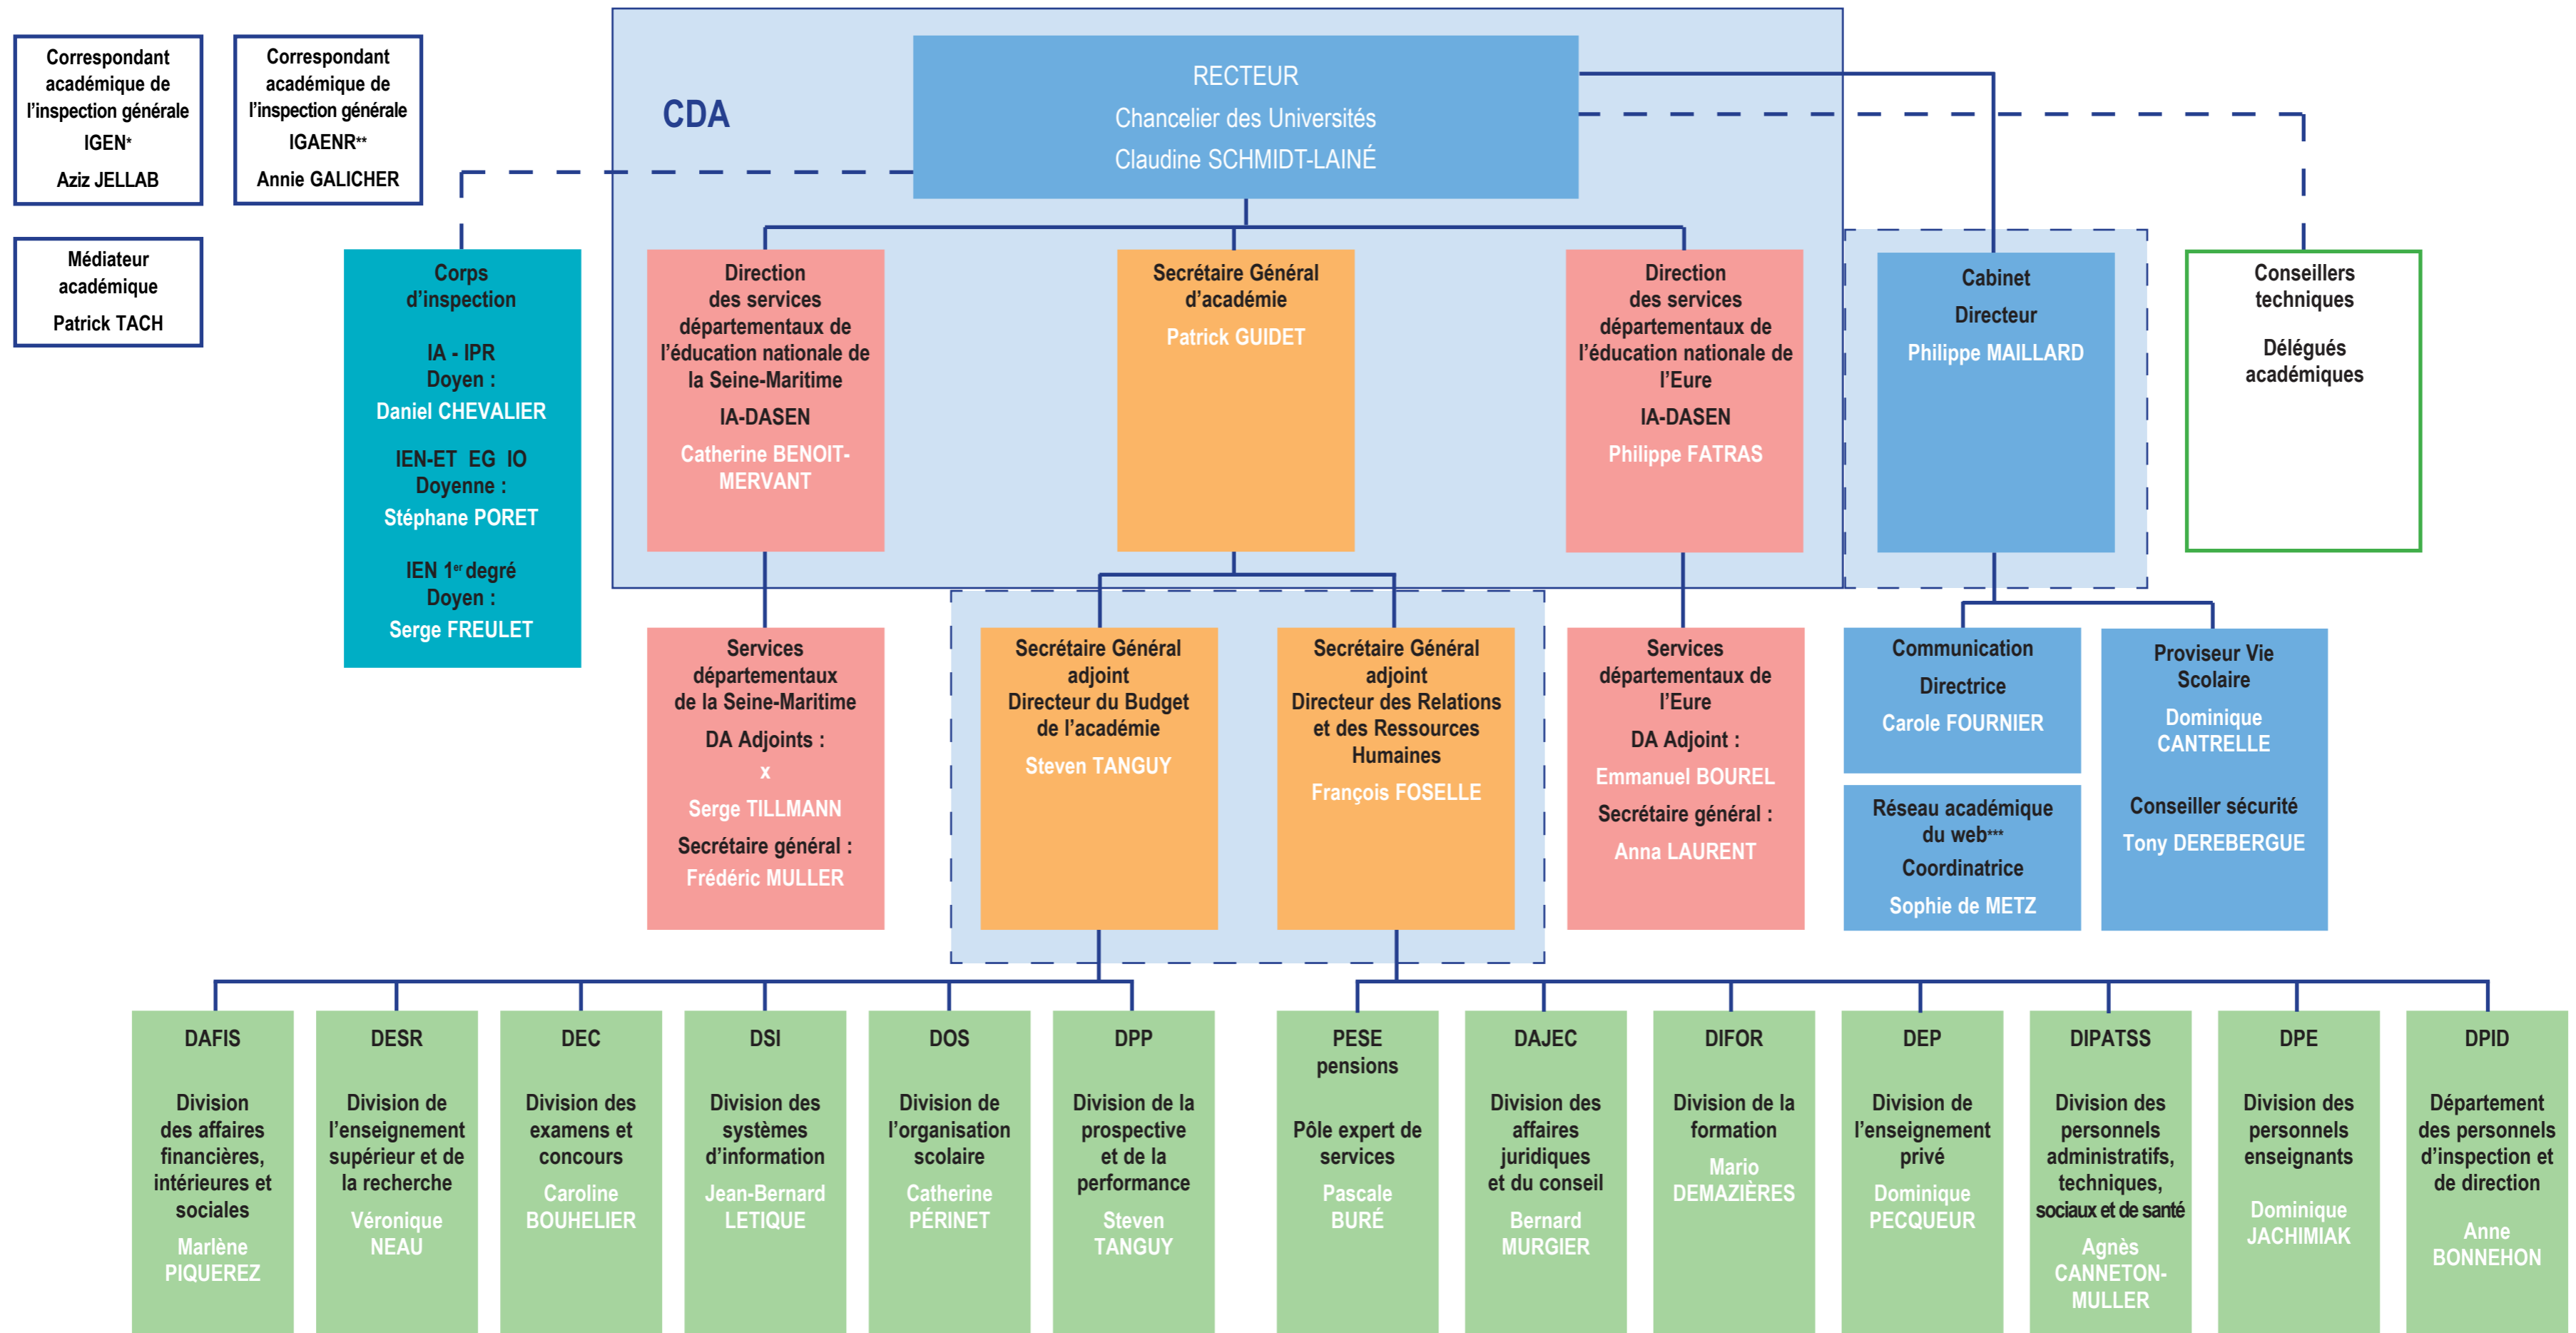 Correspondant
académique de
l’inspection générale
IGEN*
Aziz JELLAB
Correspondant
académique de
l’inspection générale
IGAENR**
Annie GALICHER
Médiateur
académique
Patrick TACH
CDA
RECTEUR
Chancelier des Universités
Claudine SCHMIDT-LAINÉ
Corps
d’inspection
IA - IPR
Doyen :
Daniel CHEVALIER
IEN-ET EG IO
Doyenne :
Stéphane PORET
IEN 1er degré
Doyen :
Serge FREULET
Direction
des services
départementaux de
l’éducation nationale de
la Seine-Maritime
IA-DASEN
Catherine BENOIT-
MERVANT
Secrétaire Général
d’académie
Patrick GUIDET
Direction
des services
départementaux de
l’éducation nationale de
l’Eure
IA-DASEN
Philippe FATRAS
Cabinet
Directeur
Philippe MAILLARD
Conseillers
techniques
Délégués
académiques
Services
départementaux
de la Seine-Maritime
DA Adjoints :
x
Serge TILLMANN
Secrétaire général :
Frédéric MULLER
Secrétaire Général
adjoint
Directeur du Budget
de l’académie
Steven TANGUY
Secrétaire Général
adjoint
Directeur des Relations
et des Ressources
Humaines
François FOSELLE
Services
départementaux de
l’Eure
DA Adjoint :
Emmanuel BOUREL
Secrétaire général :
Anna LAURENT
Communication
Directrice
Carole FOURNIER
Réseau académique
du web***
Coordinatrice
Sophie de METZ
Proviseur Vie
Scolaire
Dominique
CANTRELLE
Conseiller sécurité
Tony DEREBERGUE
DAFIS
Division
des affaires
financières,
intérieures et
sociales
Marlène
PIQUEREZ
DESR
Division de
l’enseignement
supérieur et de
la recherche
Véronique
NEAU
DEC
Division des
examens et
concours
Caroline
BOUHELIER
DSI
Division des
systèmes
d’information
Jean-Bernard
LETIQUE
DOS
Division de
l’organisation
scolaire
Catherine
PÉRINET
DPP
Division de la
prospective
et de la
performance
Steven
TANGUY
PESE
pensions
Pôle expert de
services
Pascale
BURÉ
DAJEC
Division des
affaires
juridiques
et du conseil
Bernard
MURGIER
DIFOR
Division de la
formation
Mario
DEMAZIÈRES
DEP
Division de
l’enseignement
privé
Dominique
PECQUEUR
DIPATSS
Division des
personnels
administratifs,
techniques,
sociaux et de santé
Agnès
CANNETON-
MULLER
DPE
Division des
personnels
enseignants
Dominique
JACHIMIAK
DPID
Département
des personnels
d’inspection et
de direction
Anne
BONNEHON